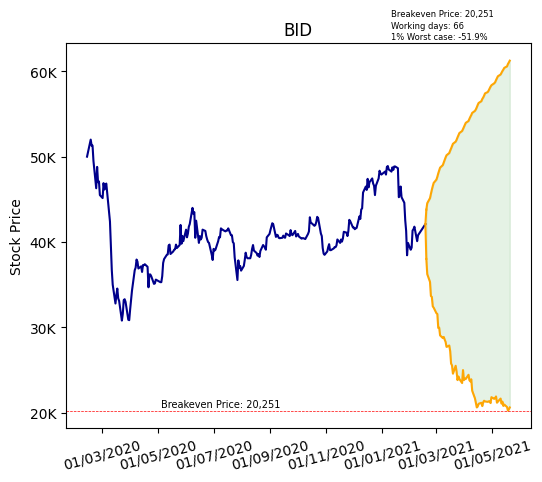 Breakeven Price: 20,251
Working days: 66
1% Worst case: -51.9%
BID
Stock Price
60K
50K
40K
30K
20K
Breakeven Price: 20,251
01/03/2020
01/05/2020
01/07/2020
01/09/2020
01/11/2020
01/01/2021
01/03/2021
01/05/2021